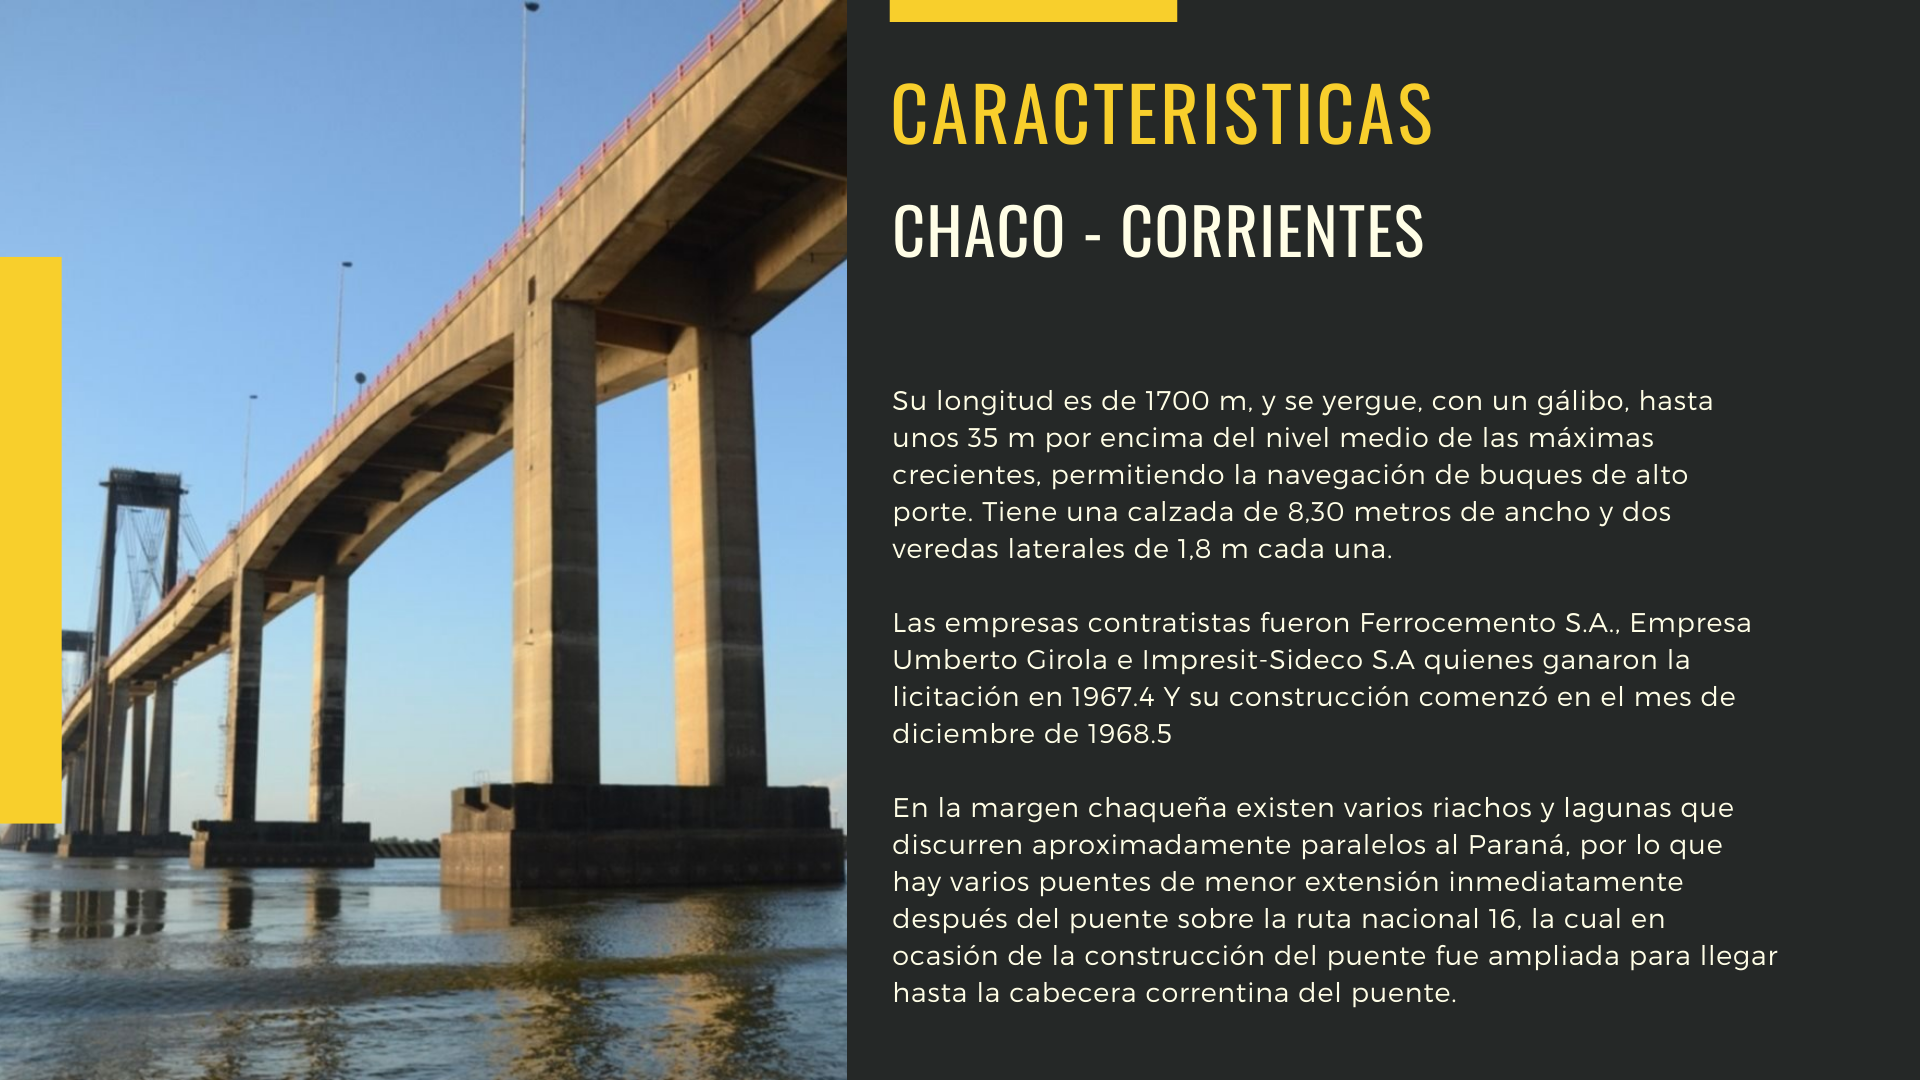 CARACTERISTICAS
CHACO - CORRIENTES
Su longitud es de 1700 m, y se yergue, con un gálibo, hasta
unos 35 m por encima del nivel medio de las máximas
crecientes, permitiendo la navegación de buques de alto
porte. Tiene una calzada de 8,30 metros de ancho y dos
veredas laterales de 1,8 m cada una.
Las empresas contratistas fueron Ferrocemento S.A., Empresa
Umberto Girola e Impresit-Sideco S.A quienes ganaron la
licitación en 1967.4 Y su construcción comenzó en el mes de
diciembre de 1968.5
En la margen chaqueña existen varios riachos y lagunas que
discurren aproximadamente paralelos al Paraná, por lo que
hay varios puentes de menor extensión inmediatamente
después del puente sobre la ruta nacional 16, la cual en
ocasión de la construcción del puente fue ampliada para llegar
hasta la cabecera correntina del puente.